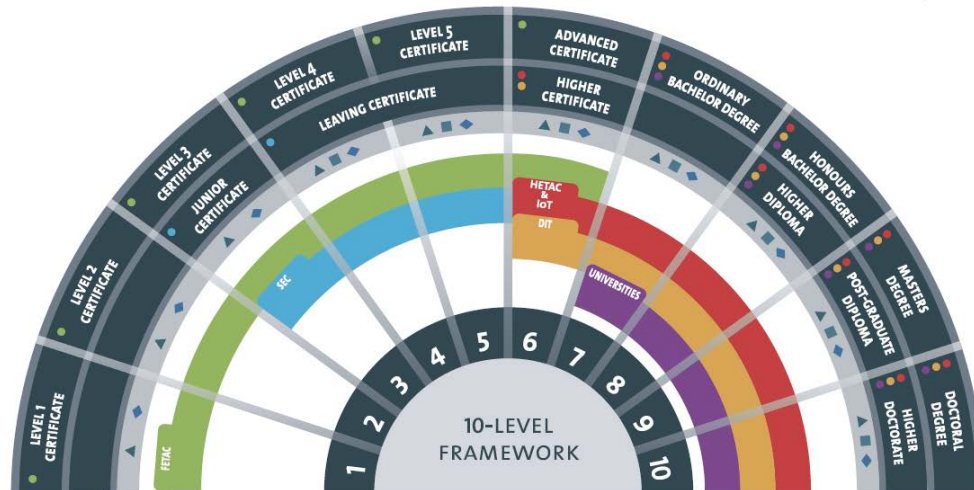 LEVEL 1
CERTIFICATE
LEVEL 2
CERTIFICATE
LEVEL 3
CERTIFICATE
LEVEL 4
CERTIFICATE
LEVEL 5
CERTIFICATE
ADVANCED
CERTIFICATE
ORDINARY
BACHELOR DEGREE
HONOURS
BACHELOR DEGREE
MASTERS
DEGREE
DOCTORAL
DEGREE
JUNIOR
CERTIFICATE
LEAVING CERTIFICATE
HIGHER
CERTIFICATE
HIGHER
DIPLOMA
POST-GRADUATE
DIPLOMA
HIGHER
DOCTORATE
FETAC
SEC
HETAC
&
IoT
DIT
UNIVERSITIES
1
2
3
4
5
6
7
8
9
10
10-LEVEL
FRAMEWORK